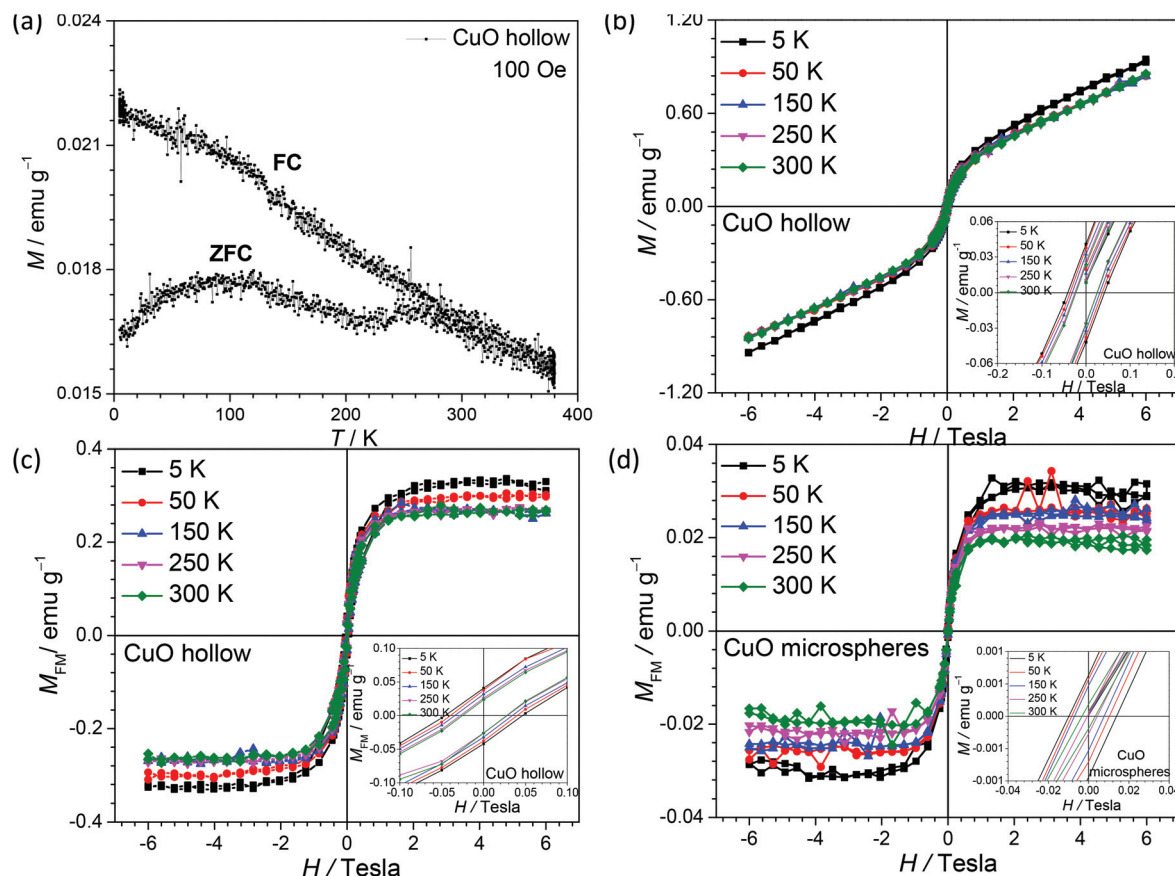 (a)
0.024
0.021
0.018
0.015
M / emu g⁻¹
CuO hollow
100 Oe
FC
ZFC
0 100 200 300 400
T / K
(b)
1.20
0.60
0.00
-0.60
-1.20
M / emu g⁻¹
5 K
50 K
150 K
250 K
300 K
CuO hollow
-6 -4 -2 0 2 4 6
H / Tesla
0.06
0.03
0.00
-0.03
-0.06
M / emu g⁻¹
5 K
50 K
150 K
250 K
300 K
CuO hollow
-0.2 -0.1 0.0 0.1 0.2
H / Tesla
(c)
0.4
0.2
0.0
-0.2
-0.4
M_FM / emu g⁻¹
5 K
50 K
150 K
250 K
300 K
CuO hollow
-6 -4 -2 0 2 4 6
H / Tesla
0.10
0.05
0.00
-0.05
-0.10
M_FM / emu g⁻¹
5 K
50 K
150 K
250 K
300 K
CuO hollow
-0.10 -0.05 0.00 0.05 0.10
H / Tesla
(d)
0.04
0.02
0.00
-0.02
-0.04
M_FM / emu g⁻¹
5 K
50 K
150 K
250 K
300 K
CuO microspheres
-6 -4 -2 0 2 4 6
H / Tesla
0.001
0.001
0.000
-0.001
-0.001
M / emu g⁻¹
5 K
50 K
150 K
250 K
300 K
CuO
microspheres
-0.04 -0.02 0.00 0.02 0.04
H / Tesla